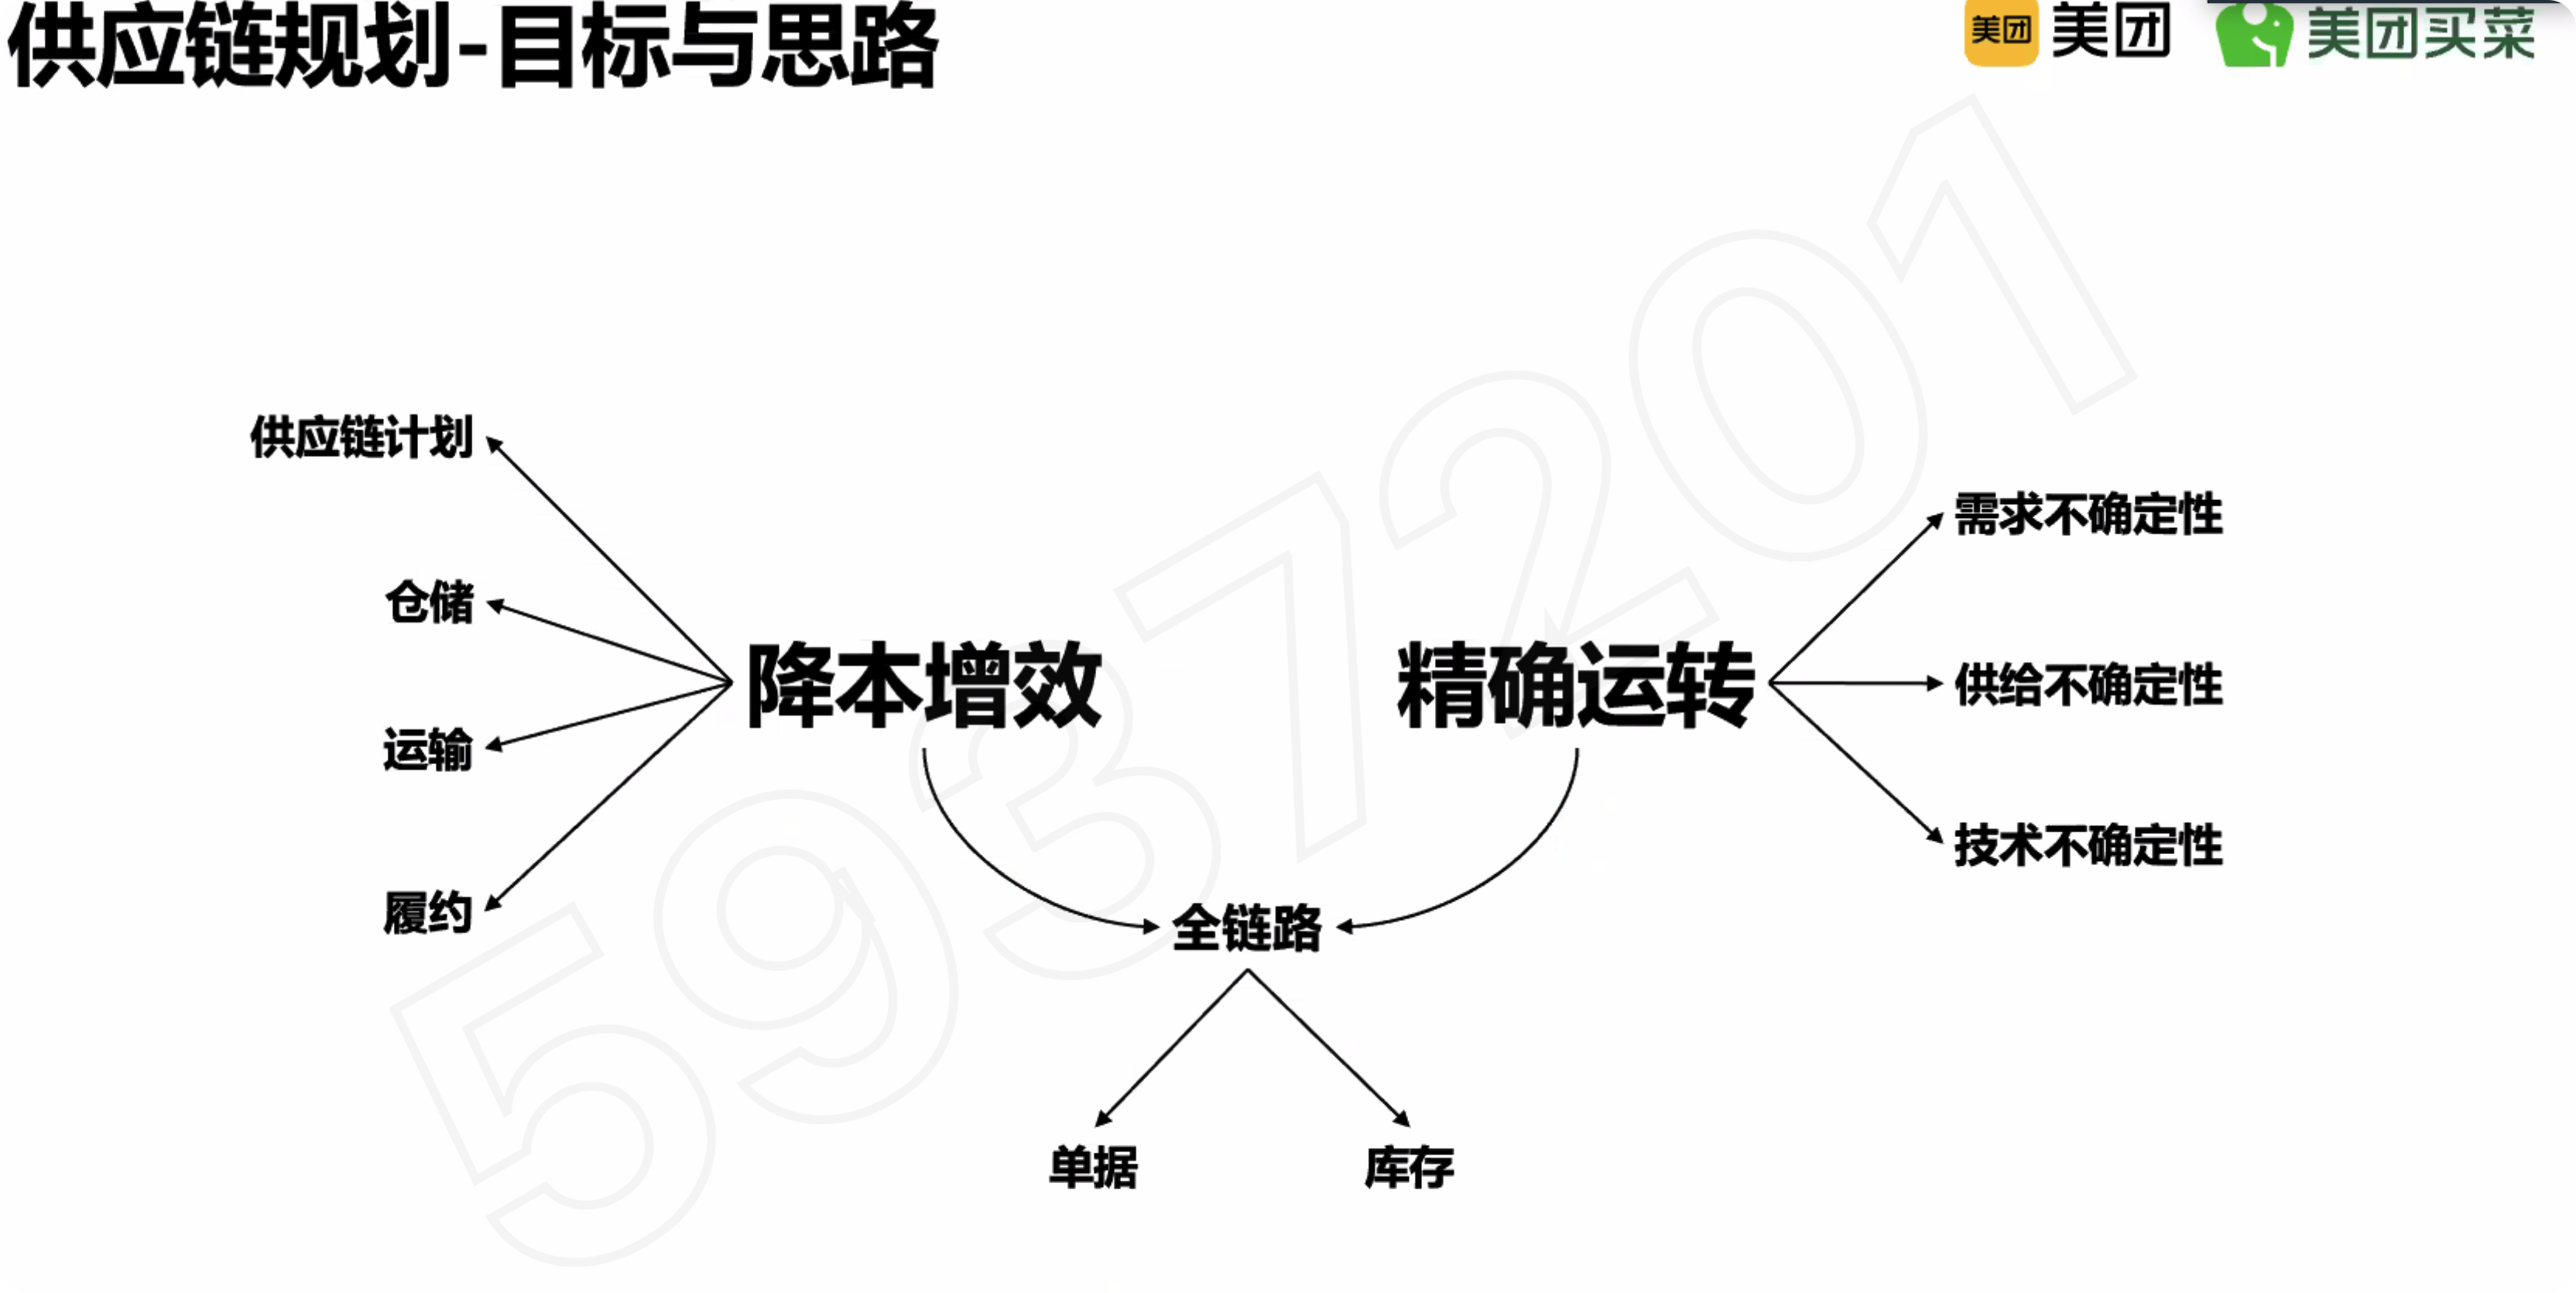 供应链规划-目标与思路
美团 美团
美团买菜
供应链计划
仓储
运输
履约
降本增效
精确运转
需求不确定性
供给不确定性
技术不确定性
全链路
单据
库存
5937201